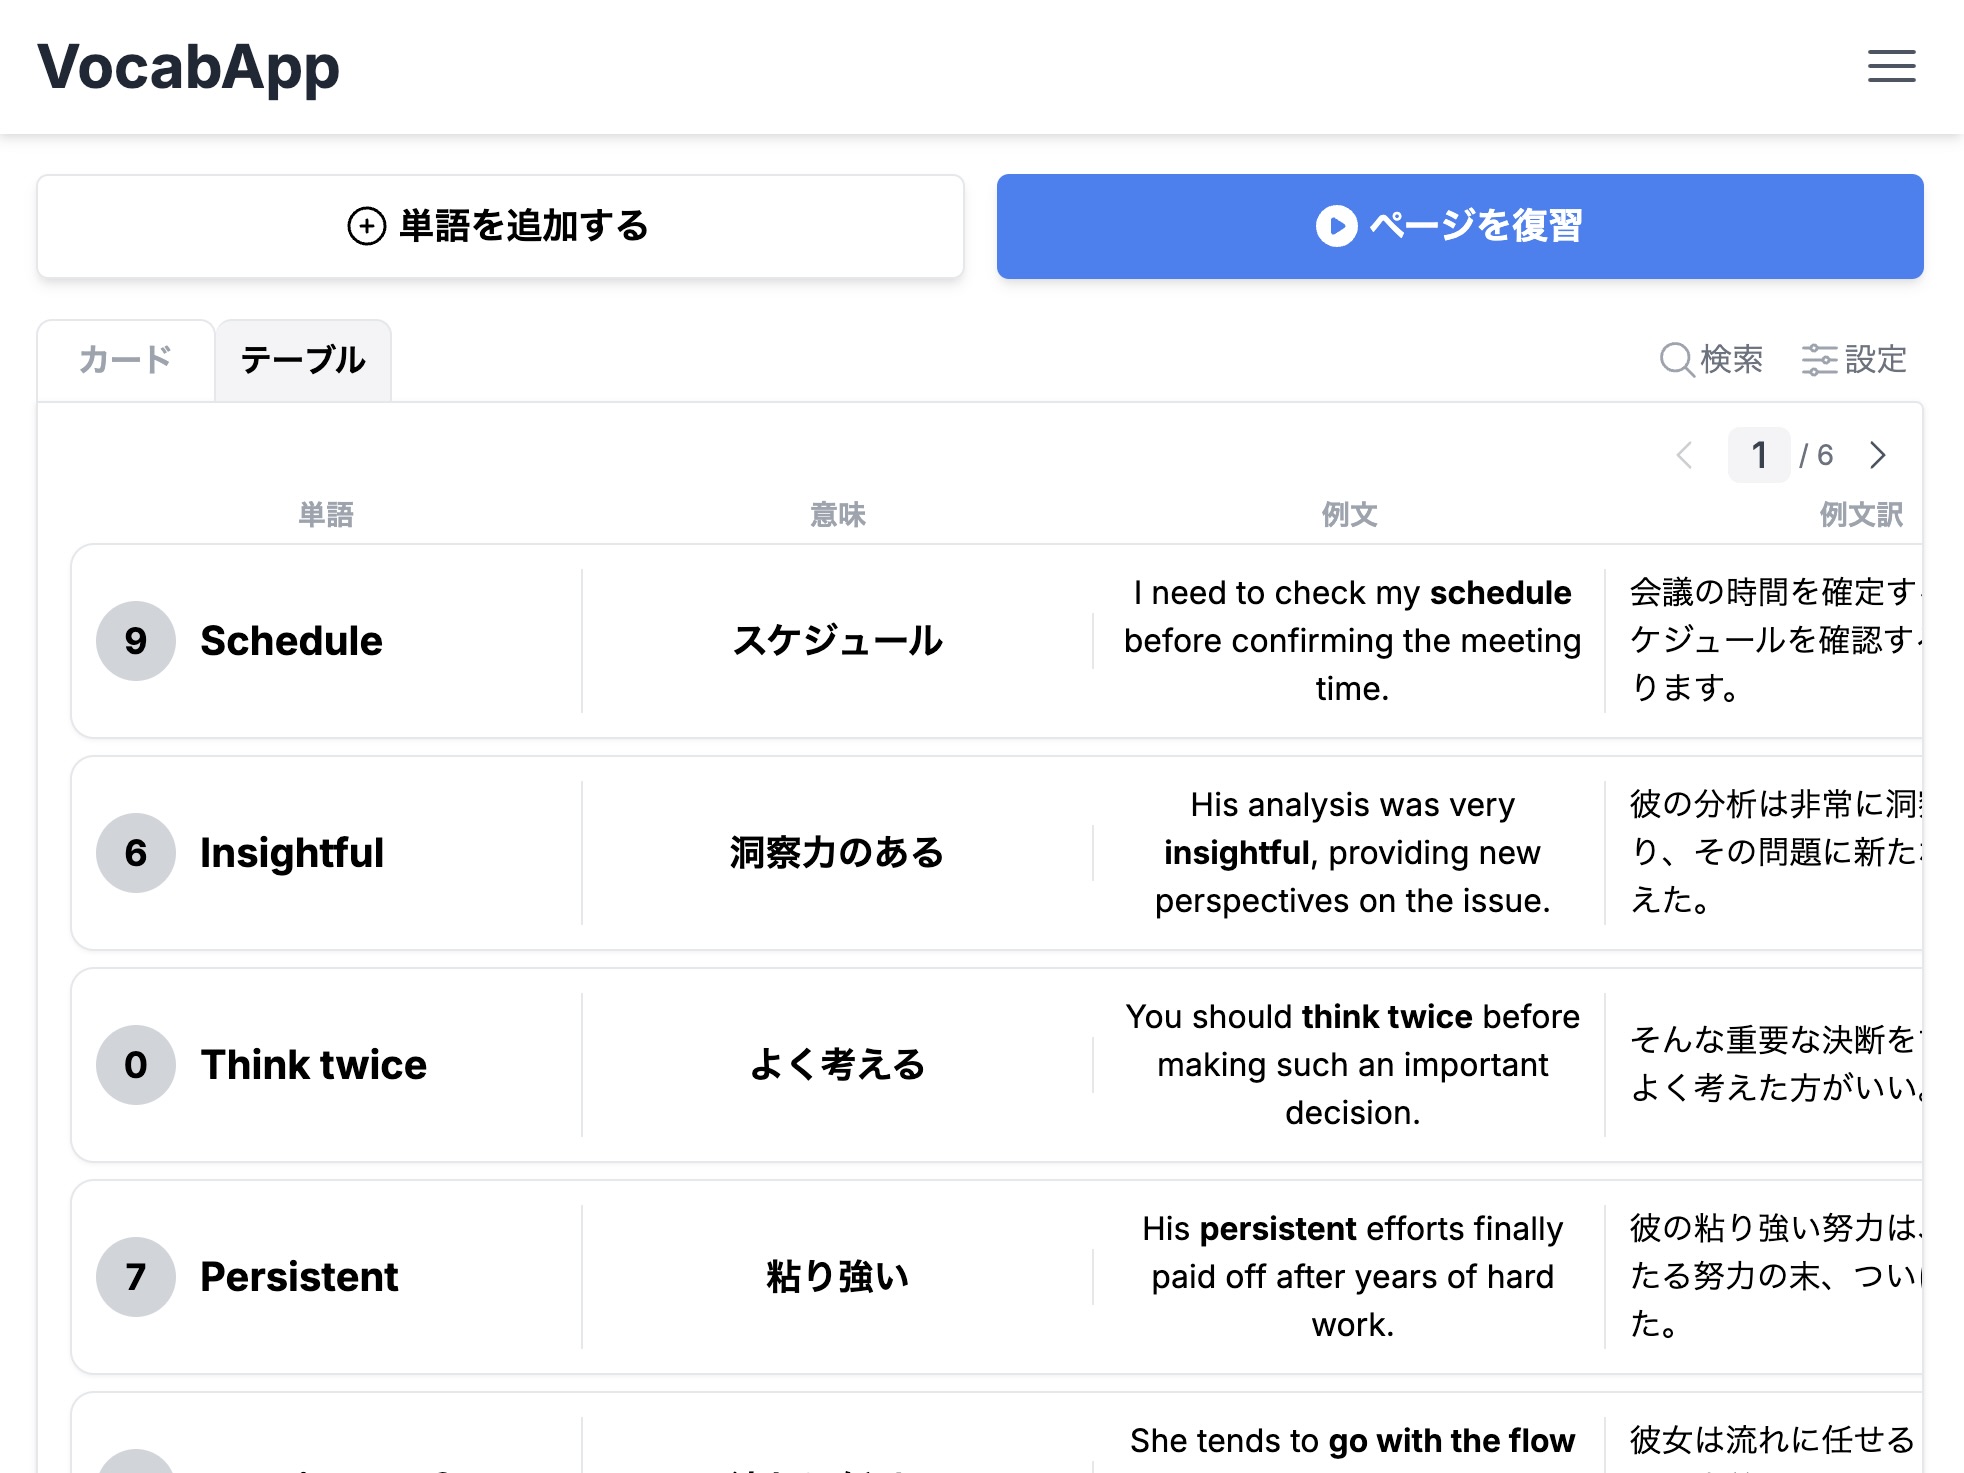 VocabApp
単語を追加する
ページを復習
カード
テーブル
検索
設定
1 / 6
単語
意味
例文
例文訳
9
Schedule
スケジュール
I need to check my schedule
before confirming the meeting
time.
会議の時間を確定す
ケジュールを確認す
ります。
6
Insightful
洞察力のある
His analysis was very
insightful, providing new
perspectives on the issue.
彼の分析は非常に洞
り、その問題に新た
えた。
0
Think twice
よく考える
You should think twice before
making such an important
decision.
そんな重要な決断を
よく考えた方がいい。
7
Persistent
粘り強い
His persistent efforts finally
paid off after years of hard
work.
彼の粘り強い努力は、
たる努力の末、つい
た。
She tends to go with the flow
彼女は流れに任せる